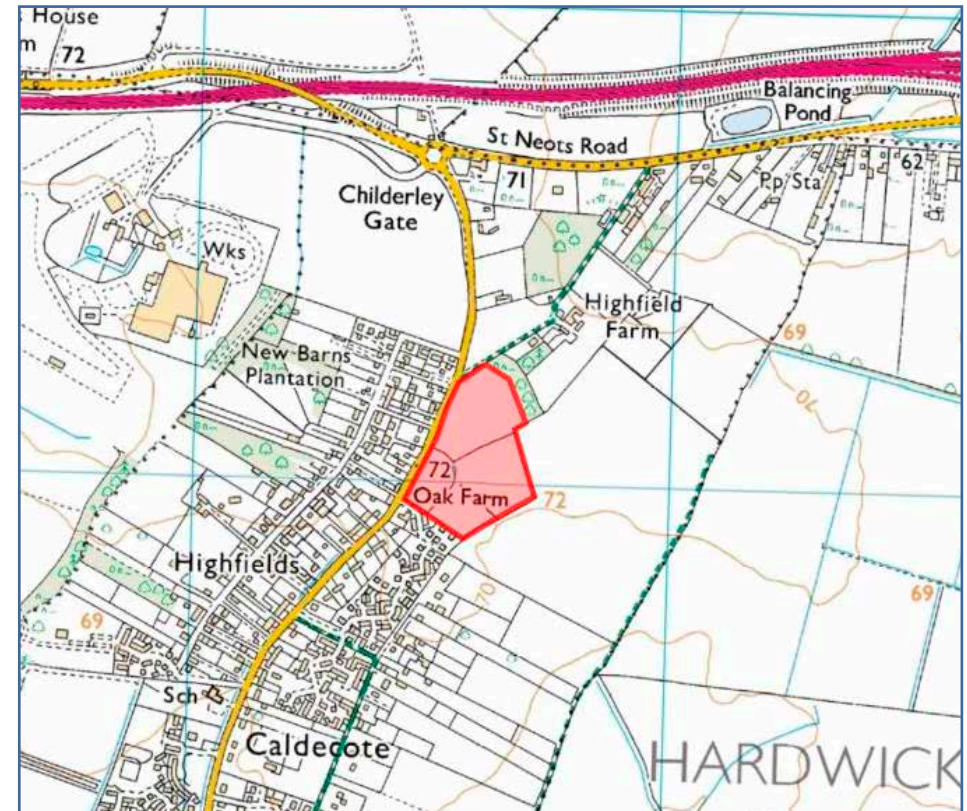 House
m
72
Balancing
Pond
St Neots Road
71
62
Pp Sta
Childerley
Gate
Wks
Highfield
Farm
69
New Barns
Plantation
70
72
Oak Farm
72
Highfields
70
69
69
Sch
Caldecote
HARDWICK